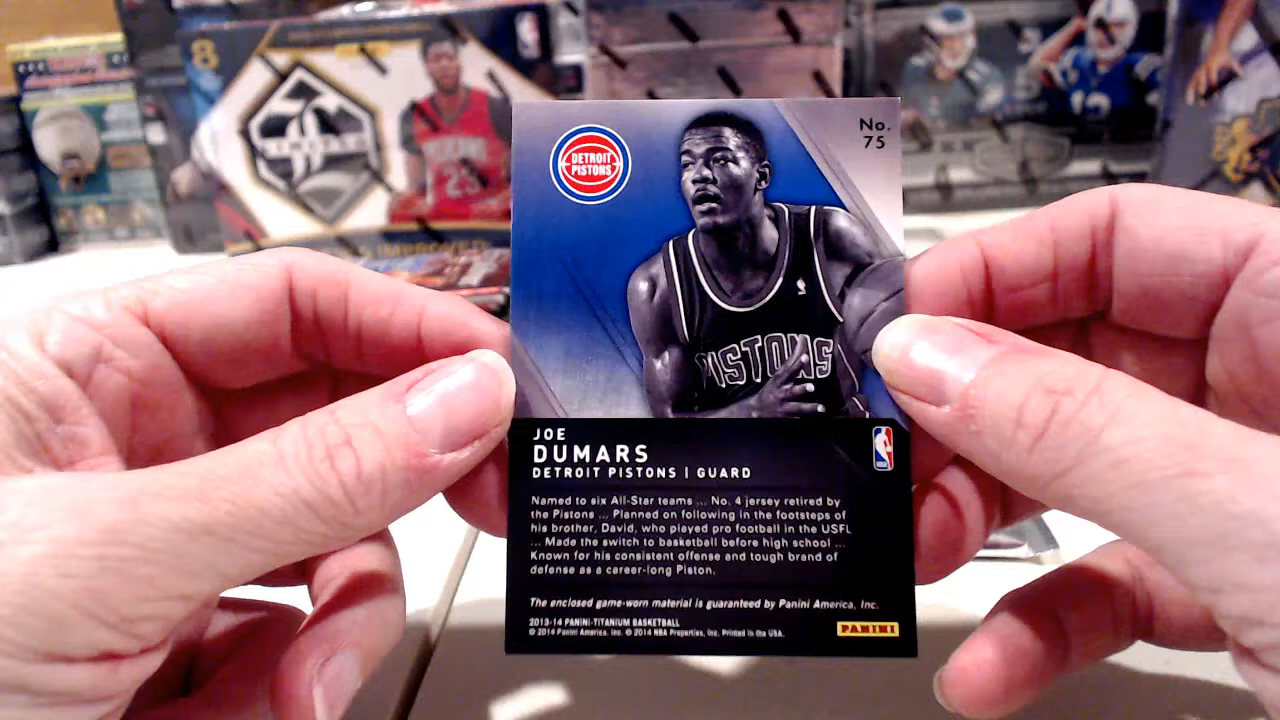 8
LIMITED
23
12
No.
75
DETROIT
PISTONS
PISTONS
JOE
DUMARS
DETROIT PISTONS | GUARD
Named to six All-Star teams ... No. 4 jersey retired by
the Pistons ... Planned on following in the footsteps of
his brother, David, who played pro football in the USFL
... Made the switch to basketball before high school ...
Known for his consistent offense and tough brand of
defense as a career-long Piston.
The enclosed game-worn material is guaranteed by Panini America, Inc.
2013-14 PANINI-TITANIUM BASKETBALL
© 2014 Panini America, Inc. © 2014 NBA Properties, Inc. Printed in the USA.
PANINI